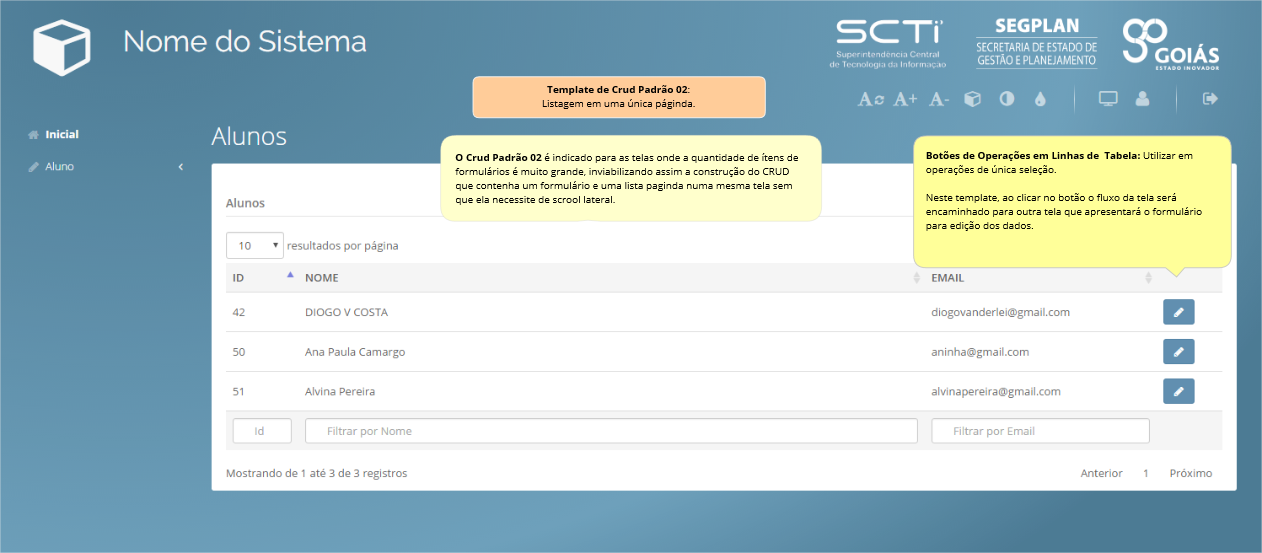 Nome do Sistema
SCTi
Superintendência Central
de Tecnologia da Informaçao
SEGPLAN
SECRETARIA DE ESTADO DE
GESTÃO E PLANEJAMENTO
GOIÁS
ESTADO INOVADOR
Template de Crud Padrão 02:
Listagem em uma única págínda.
A A+ A-
Inicial
Aluno
Alunos
O Crud Padrão 02 é indicado para as telas onde a quantidade de ítens de
formulários é muito grande, inviabilizando assim a construção do CRUD
que contenha um formulário e uma lista paginda numa mesma tela sem
que ela necessite de scrool lateral.
Botões de Operações em Linhas de Tabela: Utilizar em
operações de única seleção.
Neste template, ao clicar no botão o fluxo da tela será
encaminhado para outra tela que apresentará o formulário
para edição dos dados.
Alunos
10 resultados por página
ID NOME EMAIL
42 DIOGO V COSTA diogovanderlei@gmail.com
50 Ana Paula Camargo aninha@gmail.com
51 Alvina Pereira alvinapereira@gmail.com
Id Filtrar por Nome Filtrar por Email
Mostrando de 1 até 3 de 3 registros
Anterior 1 Próximo